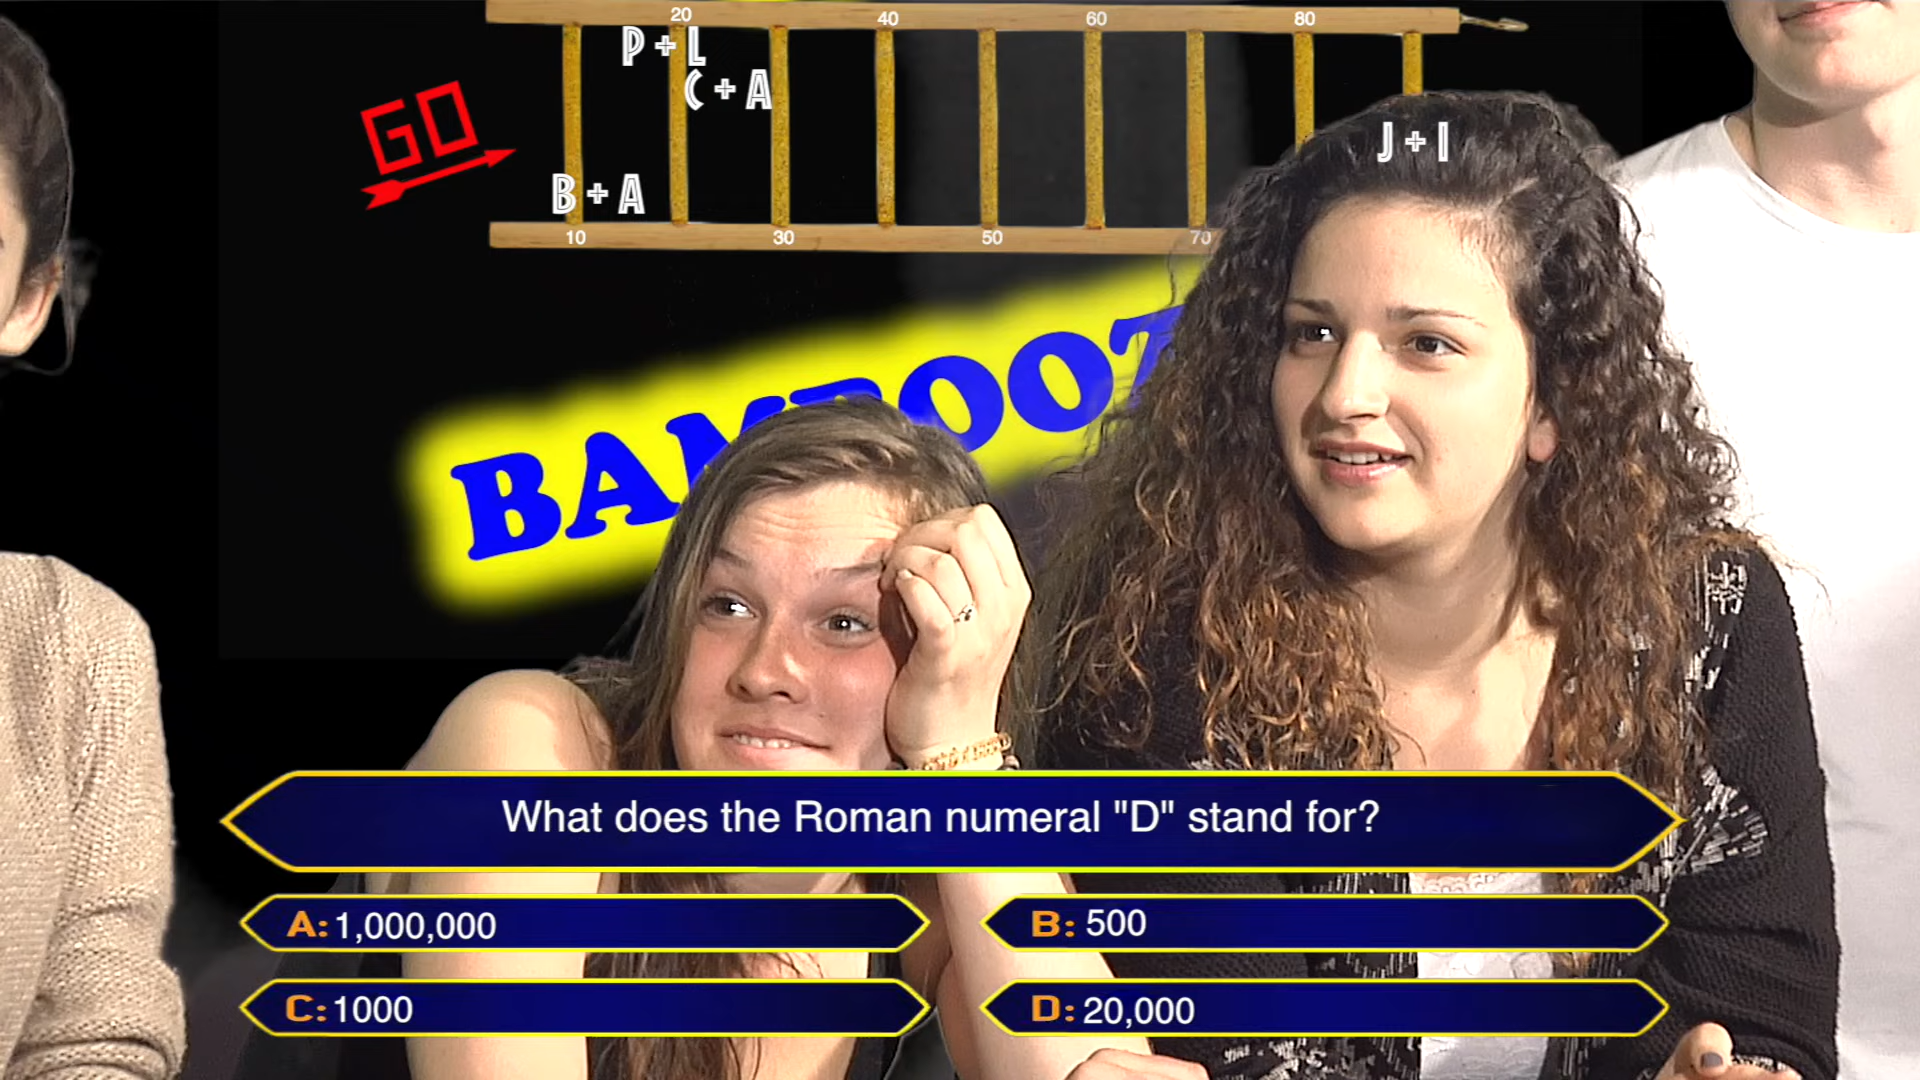 20 40 60 80
P + L
C + A
GO
J + I
B + A
10 30 50 70
BAMBOOT
What does the Roman numeral "D" stand for?
A: 1,000,000
B: 500
C: 1000
D: 20,000